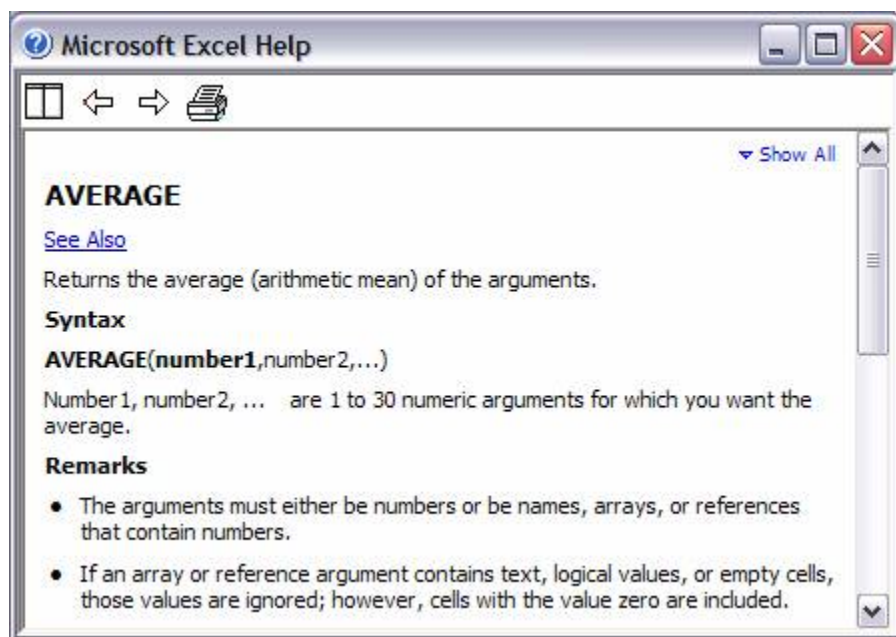 Microsoft Excel Help
Show All
AVERAGE
See Also
Returns the average (arithmetic mean) of the arguments.
Syntax
AVERAGE(number1,number2,...)
Number1, number2, ... are 1 to 30 numeric arguments for which you want the
average.
Remarks
• The arguments must either be numbers or be names, arrays, or references
that contain numbers.
• If an array or reference argument contains text, logical values, or empty cells,
those values are ignored; however, cells with the value zero are included.